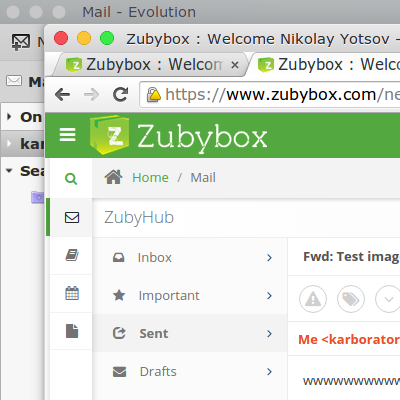 Mail - Evolution
Zubybox : Welcome Nikolay Yotsov -
Zubybox : Welcom
Zubybox : Welco
https://www.zubybox.com/ne
Ma
On
kar
Sea
Zubybox
Home / Mail
ZubyHub
Inbox
Important
Sent
Drafts
Fwd: Test imag
Me <karborator
wwwwwwwwww